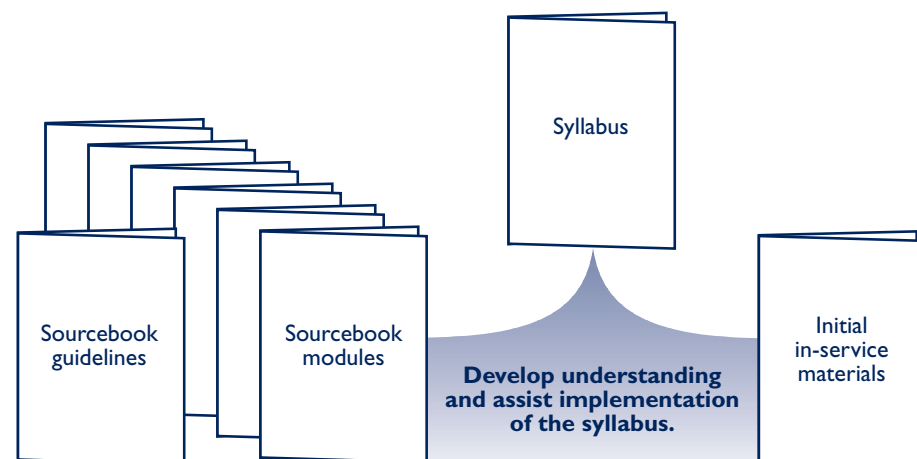 Syllabus
Sourcebook
guidelines
Sourcebook
modules
Initial
in-service
materials
Develop understanding
and assist implementation
of the syllabus.